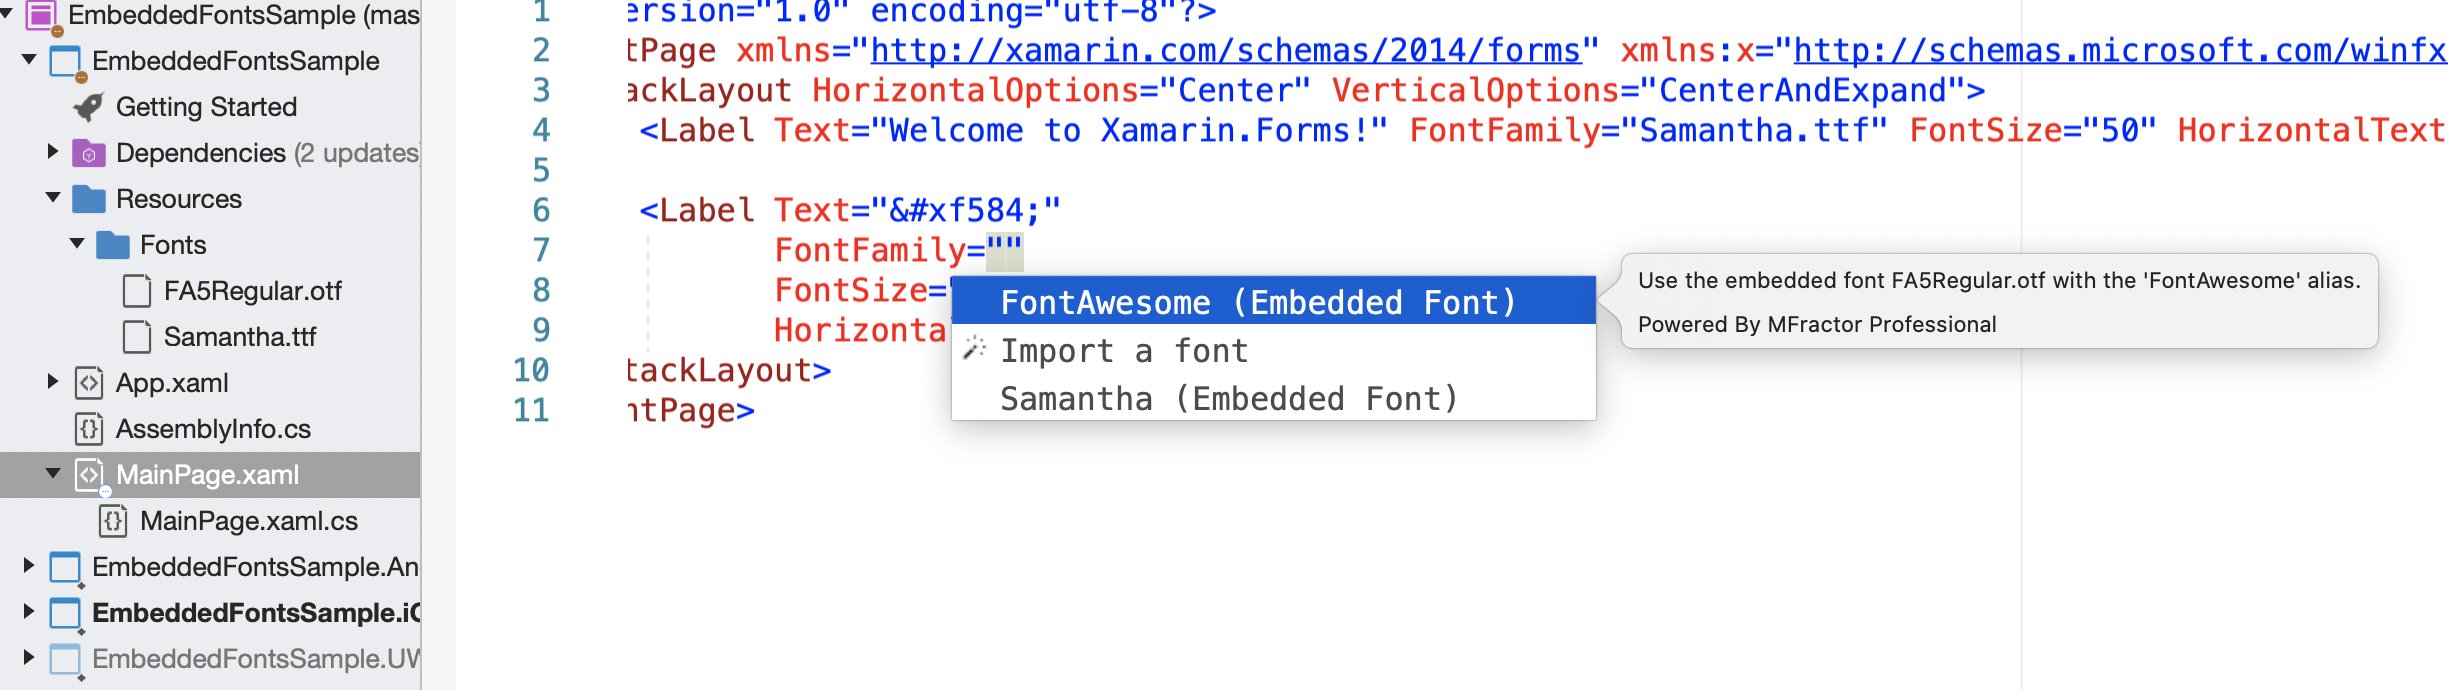 EmbeddedFontsSample (mas
EmbeddedFontsSample
Getting Started
Dependencies (2 updates
Resources
Fonts
FA5Regular.otf
Samantha.ttf
App.xaml
AssemblyInfo.cs
MainPage.xaml
MainPage.xaml.cs
EmbeddedFontsSample.An
EmbeddedFontsSample.iO
EmbeddedFontsSample.UW
1 ersion="1.0" encoding="utf-8"?>
2 tPage xmlns="http://xamarin.com/schemas/2014/forms" xmlns:x="http://schemas.microsoft.com/winfx
3 ackLayout HorizontalOptions="Center" VerticalOptions="CenterAndExpand">
4 <Label Text="Welcome to Xamarin.Forms!" FontFamily="Samantha.ttf" FontSize="50" HorizontalText
5
6 <Label Text="&#xf584;"
7 FontFamily=""
8 FontSize="
9 Horizonta
10 tackLayout>
11 ntPage>
FontAwesome (Embedded Font)
Import a font
Samantha (Embedded Font)
Use the embedded font FA5Regular.otf with the 'FontAwesome' alias.
Powered By MFractor Professional